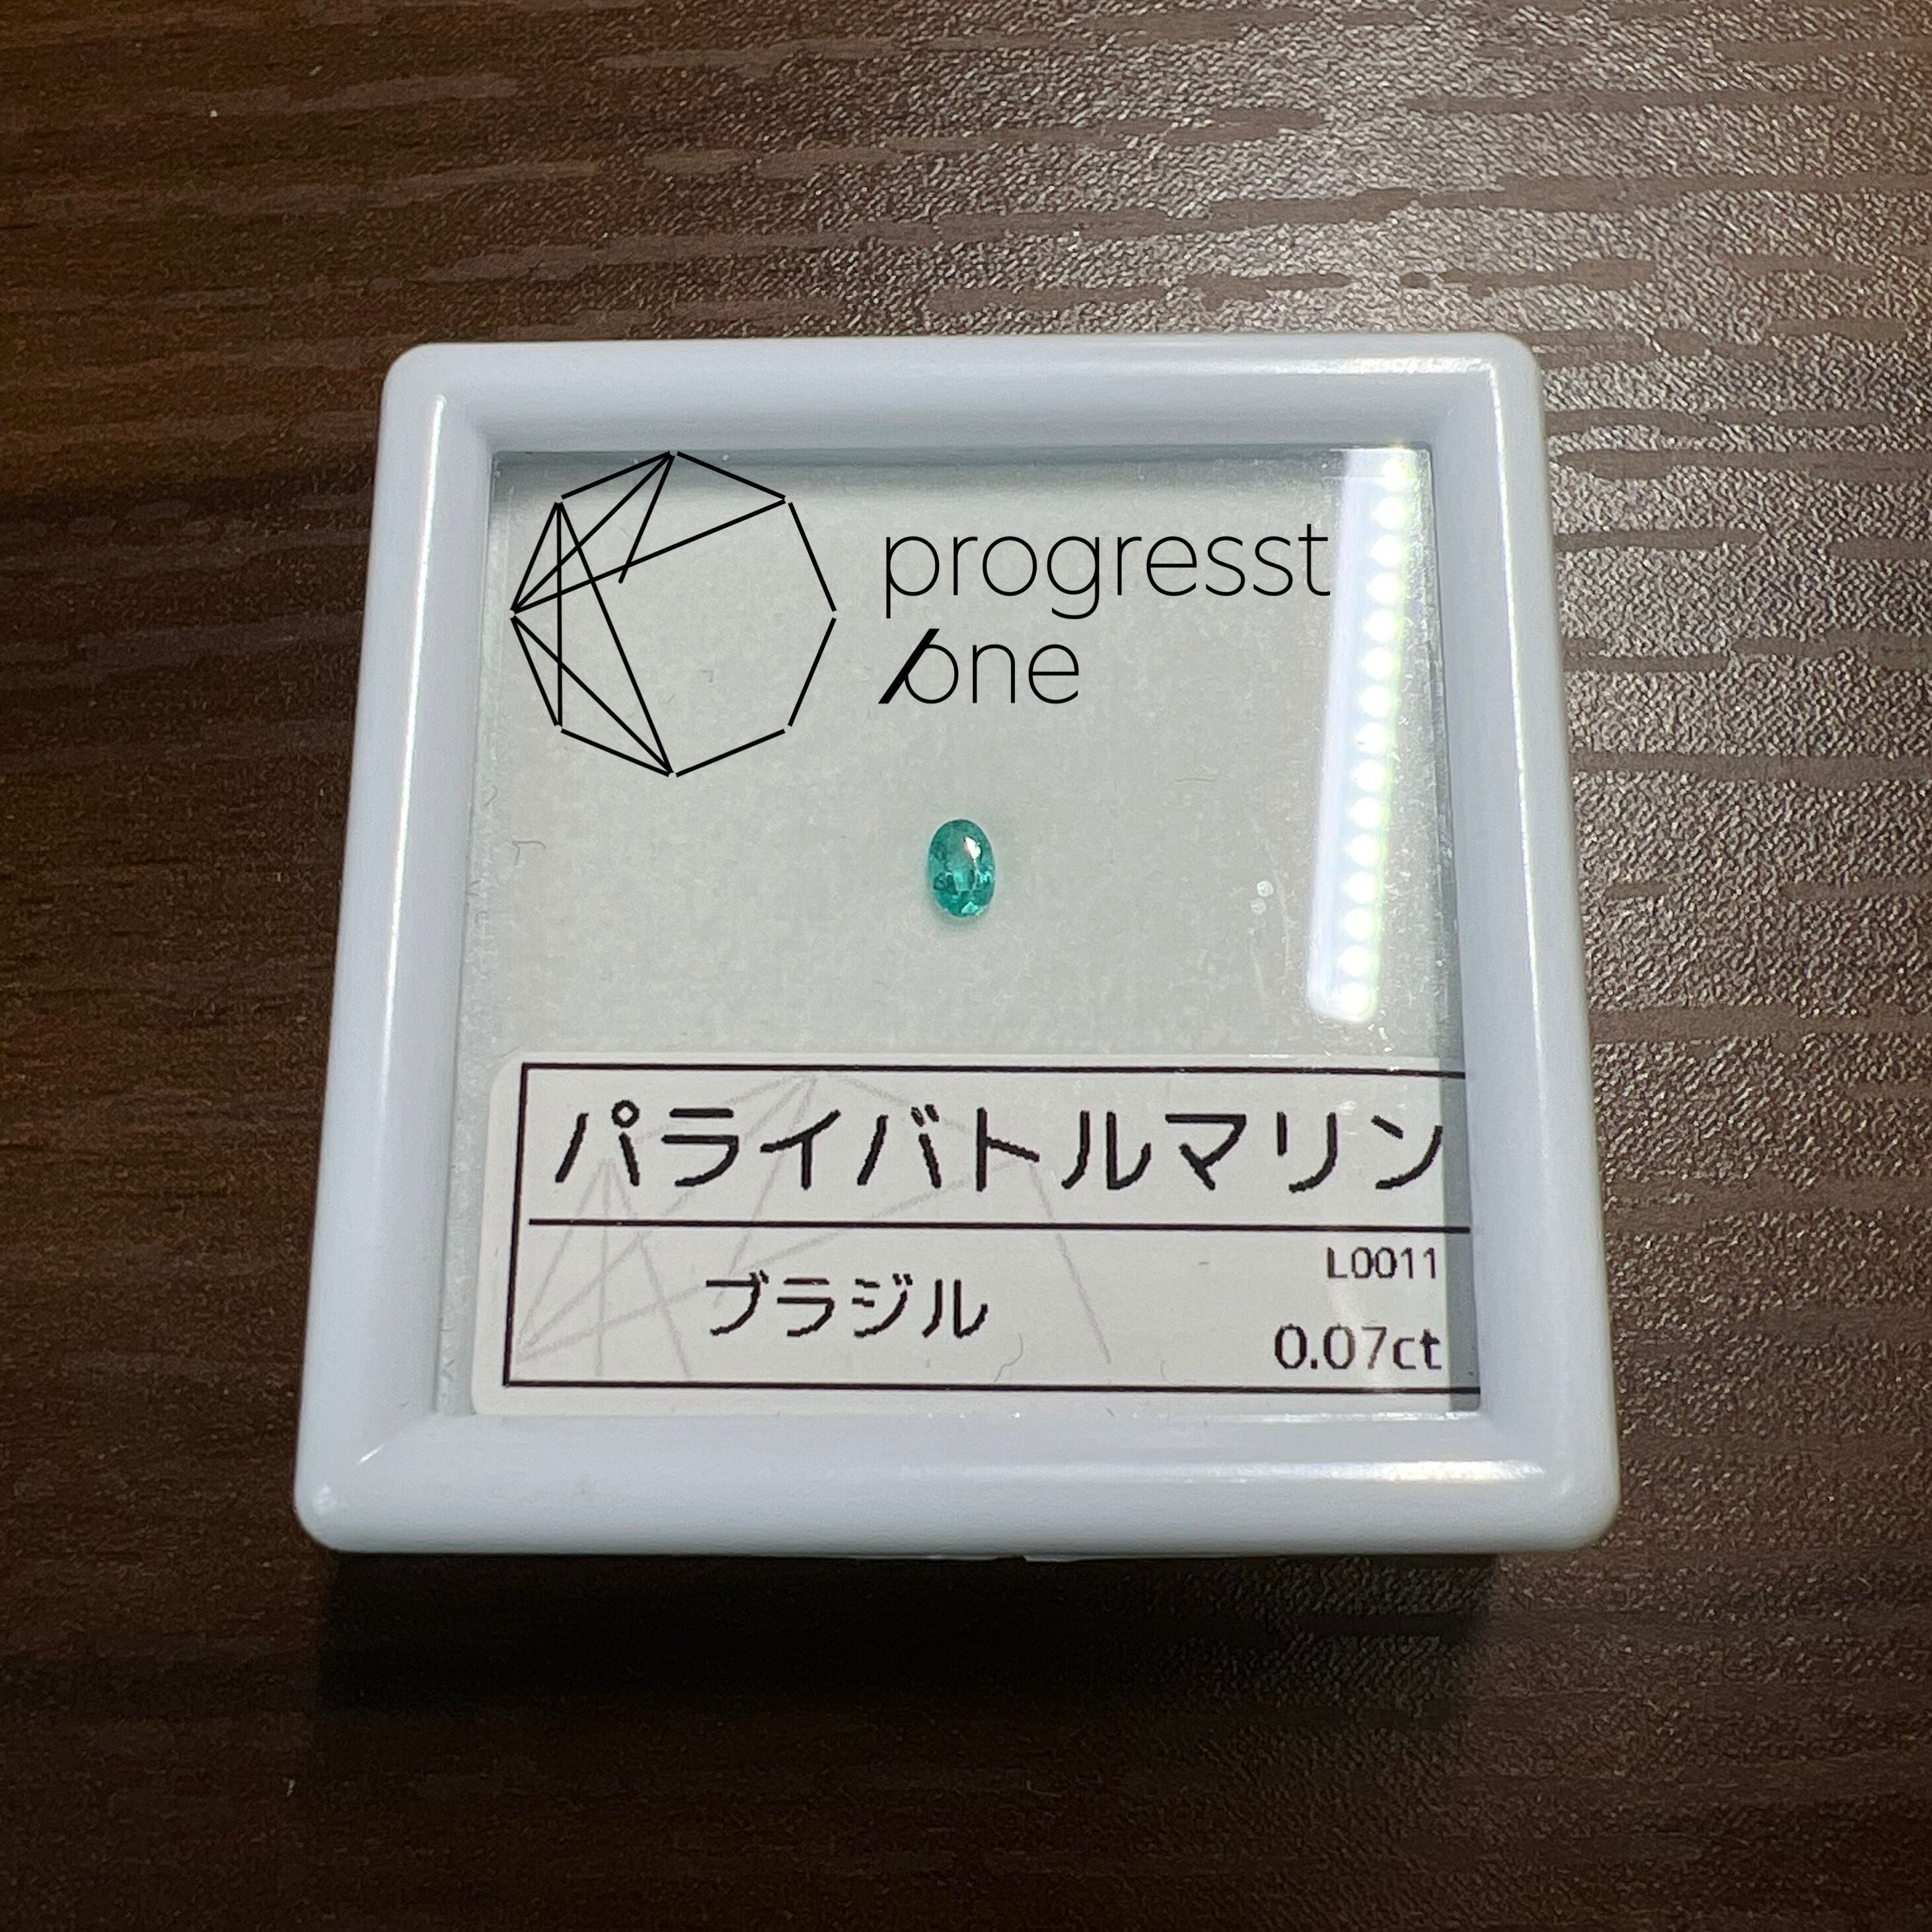 progresst
one
パライバトルマリン
ブラジル
L0011
0.07ct